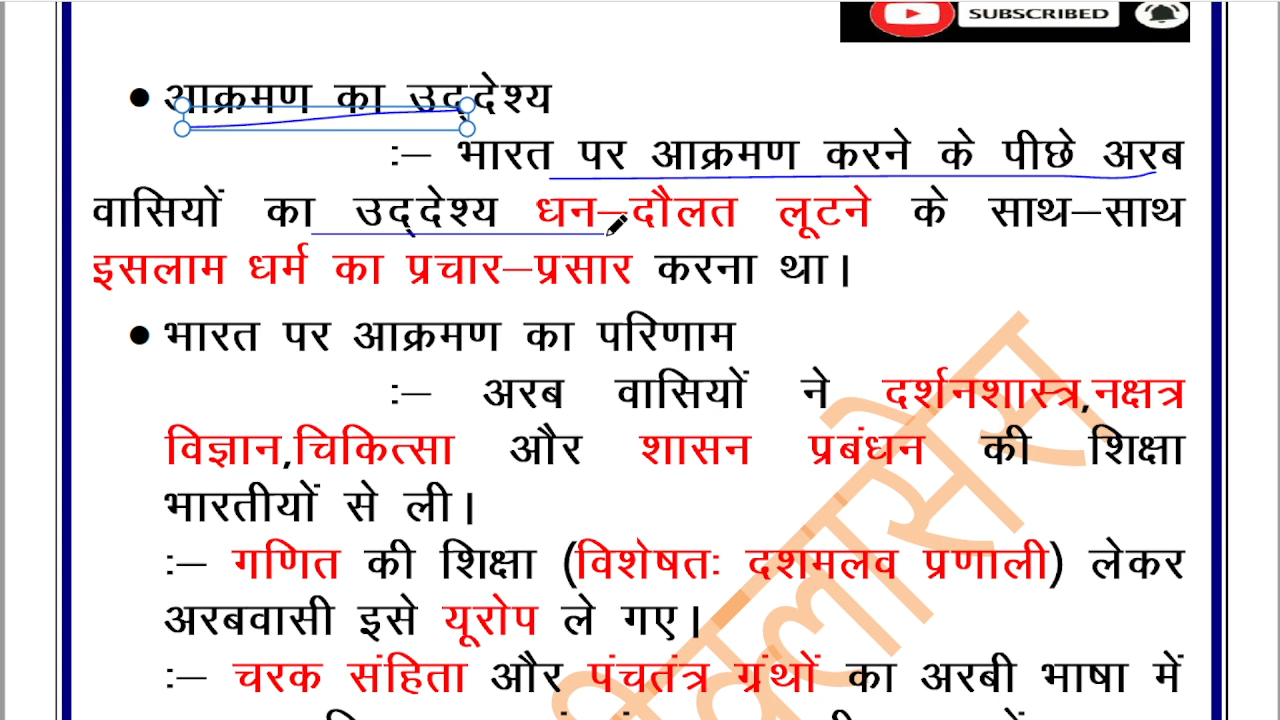 SUBSCRIBED
● आक्रमण का उद्देश्य
:– भारत पर आक्रमण करने के पीछे अरब
वासियों का उद्देश्य धन–दौलत लूटने के साथ–साथ
इसलाम धर्म का प्रचार–प्रसार करना था।
● भारत पर आक्रमण का परिणाम
:– अरब वासियों ने दर्शनशास्त्र,नक्षत्र
विज्ञान,चिकित्सा और शासन प्रबंधन की शिक्षा
भारतीयों से ली।
:– गणित की शिक्षा (विशेषतः दशमलव प्रणाली) लेकर
अरबवासी इसे यूरोप ले गए।
:– चरक संहिता और पंचतंत्र ग्रंथों का अरबी भाषा में